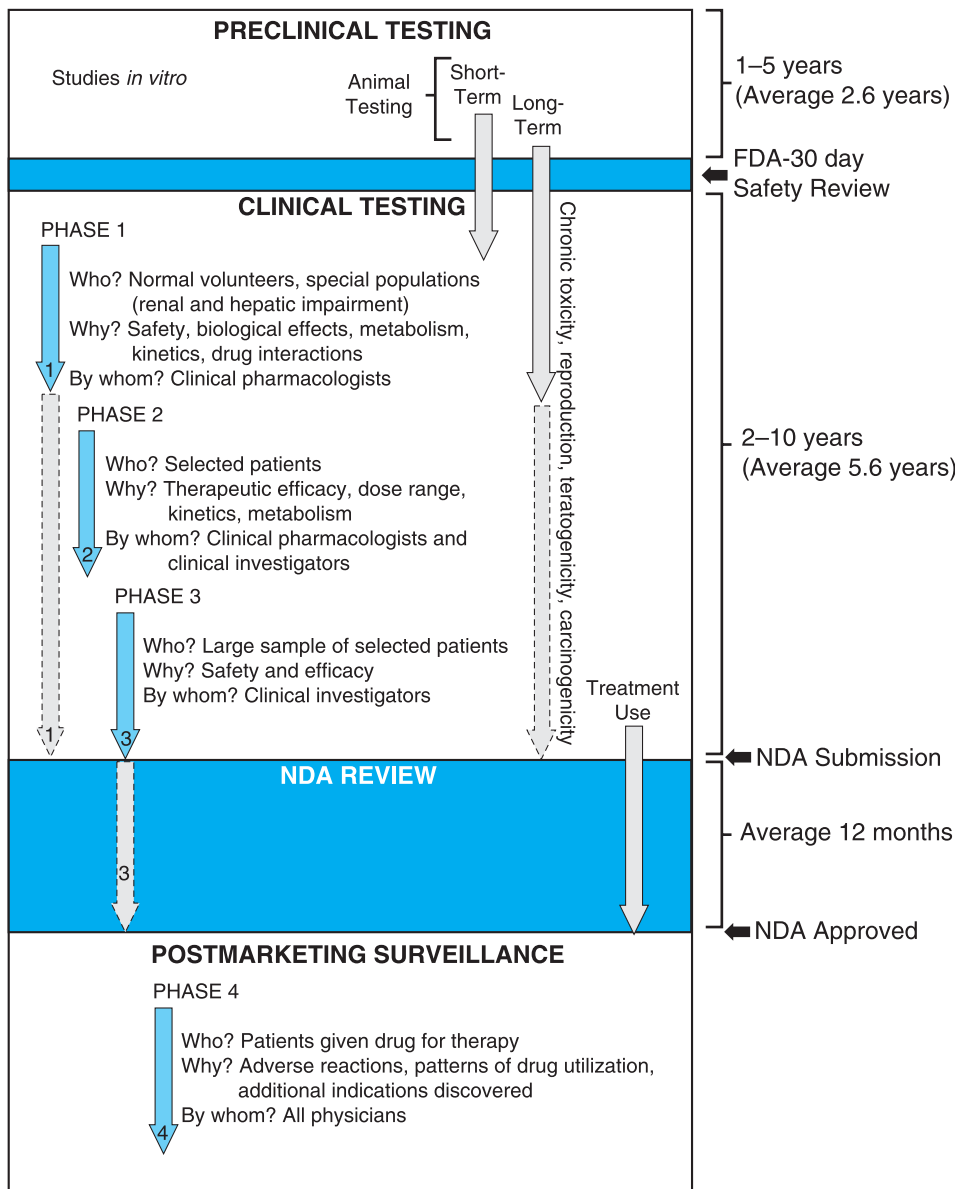 PRECLINICAL TESTING
Studies in vitro
Animal
Testing
Short-
Term
Long-
Term
1–5 years
(Average 2.6 years)
FDA-30 day
Safety Review
CLINICAL TESTING
PHASE 1
Who? Normal volunteers, special populations
(renal and hepatic impairment)
Why? Safety, biological effects, metabolism,
kinetics, drug interactions
By whom? Clinical pharmacologists
1
Chronic toxicity, reproduction, teratogenicity, carcinogenicity
2–10 years
(Average 5.6 years)
PHASE 2
Who? Selected patients
Why? Therapeutic efficacy, dose range,
kinetics, metabolism
By whom? Clinical pharmacologists and
clinical investigators
2
PHASE 3
Who? Large sample of selected patients
Why? Safety and efficacy
By whom? Clinical investigators
1
3
Treatment
Use
NDA Submission
NDA REVIEW
3
Average 12 months
NDA Approved
POSTMARKETING SURVEILLANCE
PHASE 4
Who? Patients given drug for therapy
Why? Adverse reactions, patterns of drug utilization,
additional indications discovered
By whom? All physicians
4